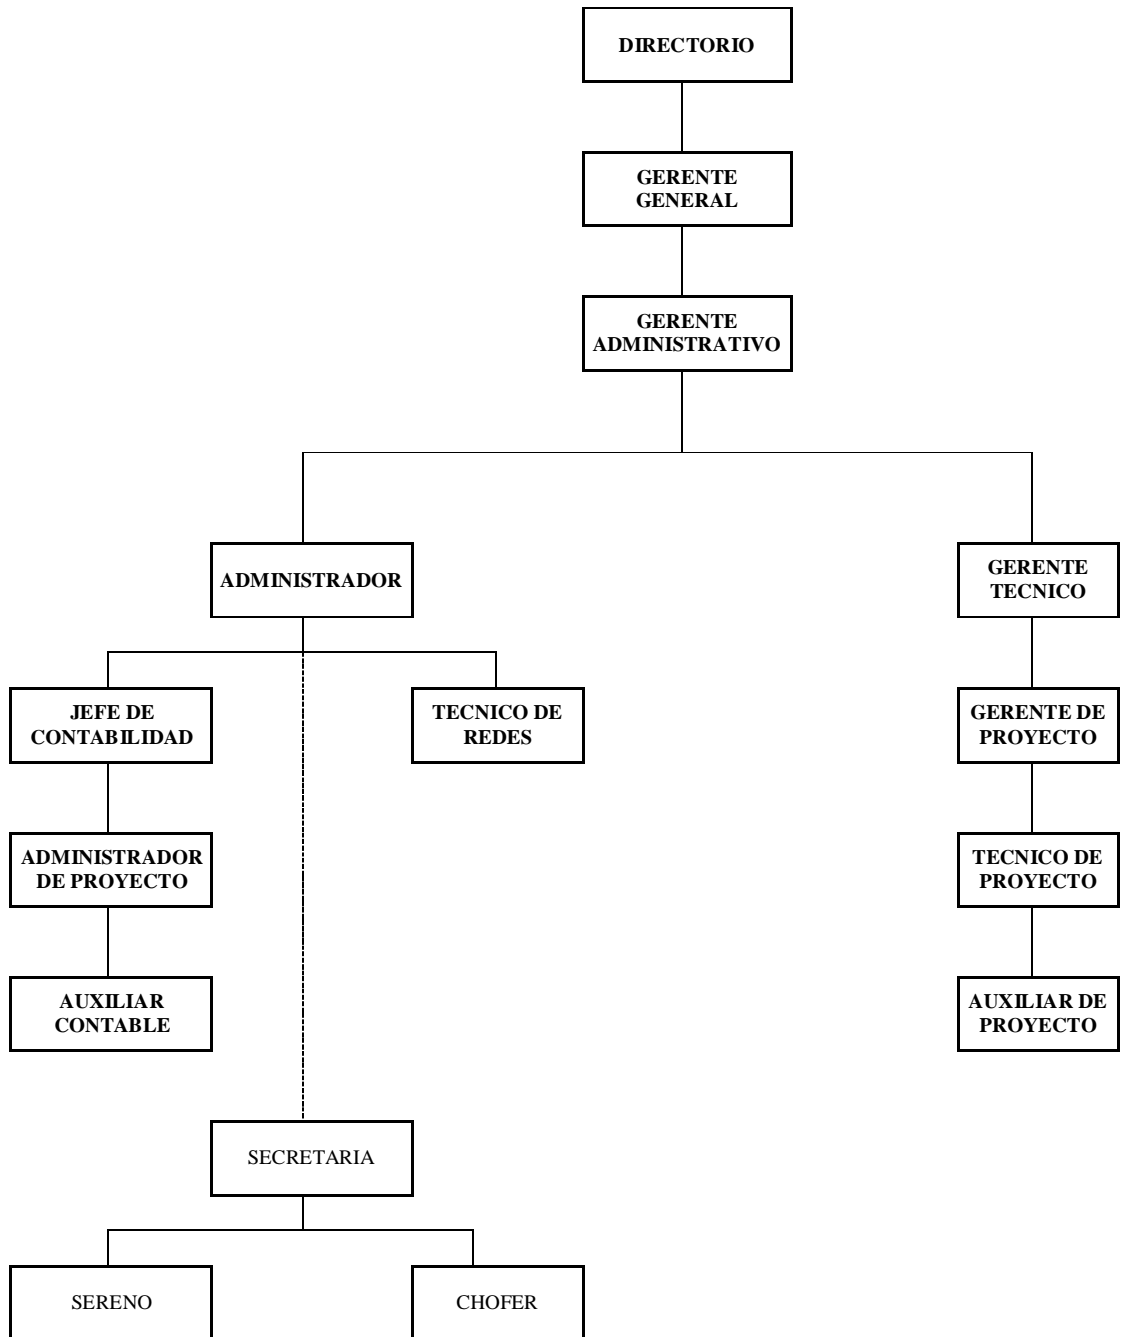 DIRECTORIO
GERENTE
GENERAL
GERENTE
ADMINISTRATIVO
ADMINISTRADOR
GERENTE
TECNICO
JEFE DE
CONTABILIDAD
TECNICO DE
REDES
GERENTE DE
PROYECTO
ADMINISTRADOR
DE PROYECTO
TECNICO DE
PROYECTO
AUXILIAR
CONTABLE
AUXILIAR DE
PROYECTO
SECRETARIA
SERENO
CHOFER